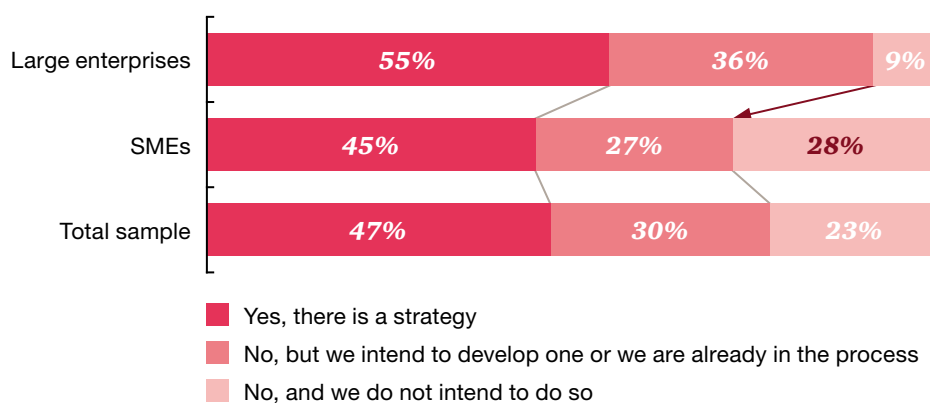 Large enterprises 55% 36% 9%
SMEs 45% 27% 28%
Total sample 47% 30% 23%
Yes, there is a strategy
No, but we intend to develop one or we are already in the process
No, and we do not intend to do so